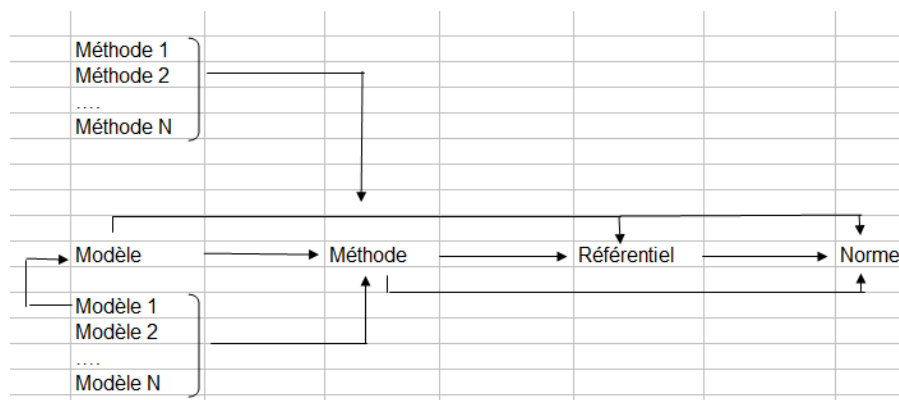 Méthode 1
Méthode 2
....
Méthode N
Modèle Méthode Référentiel Norme
Modèle 1
Modèle 2
....
Modèle N